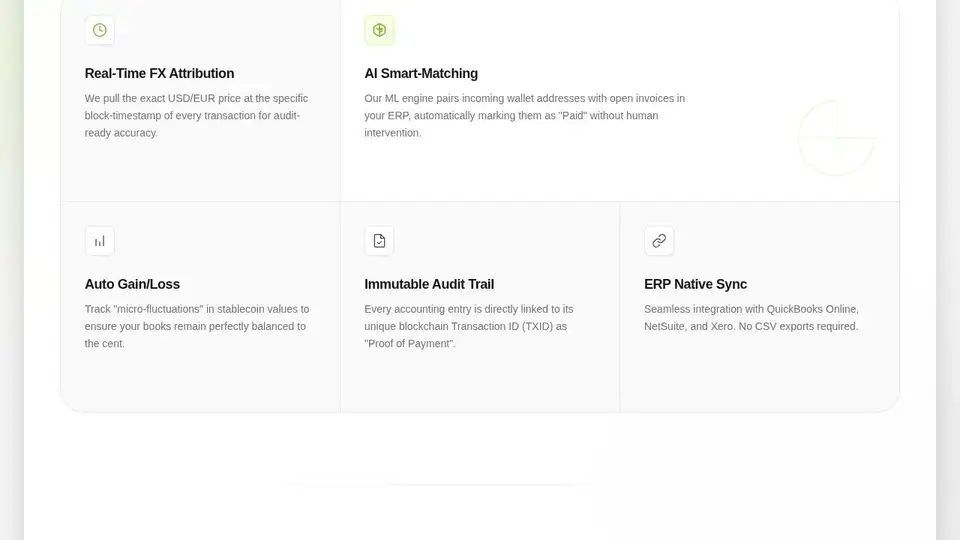 Real-Time FX Attribution
We pull the exact USD/EUR price at the specific
block-timestamp of every transaction for audit-
ready accuracy.
AI Smart-Matching
Our ML engine pairs incoming wallet addresses with open invoices in
your ERP, automatically marking them as "Paid" without human
intervention.
Auto Gain/Loss
Track "micro-fluctuations" in stablecoin values to
ensure your books remain perfectly balanced to
the cent.
Immutable Audit Trail
Every accounting entry is directly linked to its
unique blockchain Transaction ID (TXID) as
"Proof of Payment".
ERP Native Sync
Seamless integration with QuickBooks Online,
NetSuite, and Xero. No CSV exports required.